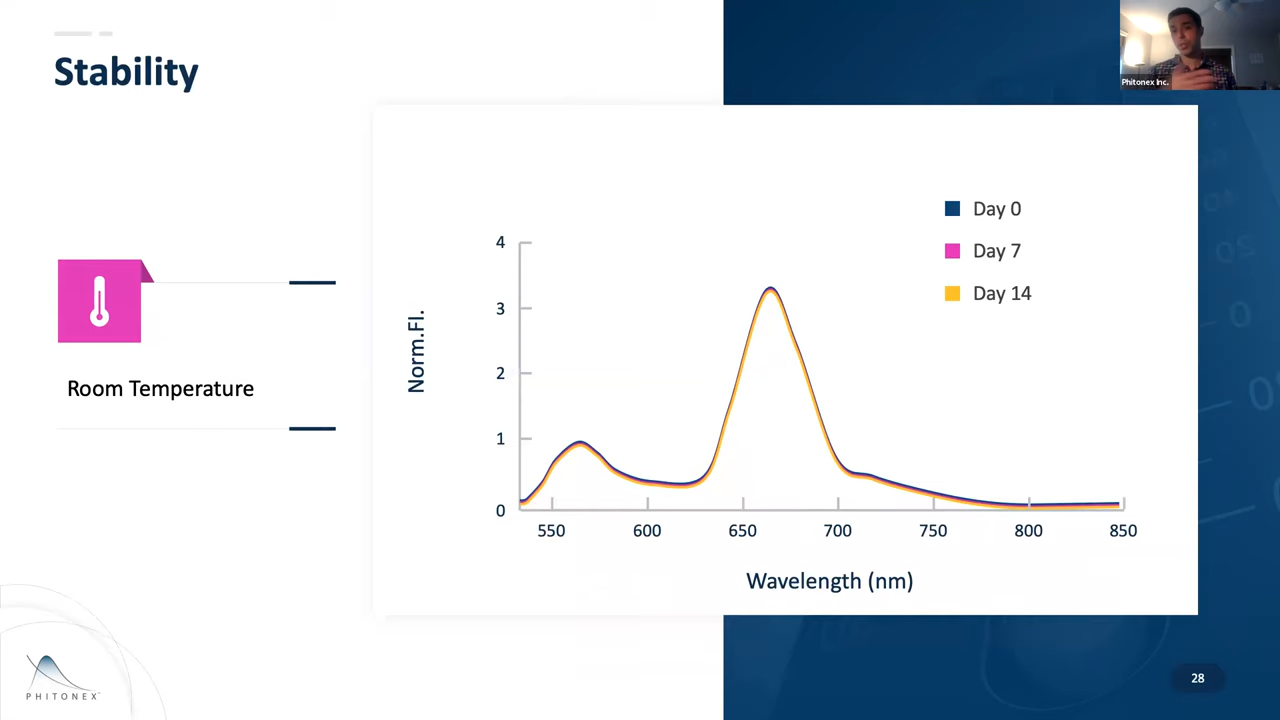 Stability
Phitonex Inc.
Day 0
Day 7
Day 14
4
3
2
1
0
Norm.Fl.
550 600 650 700 750 800 850
Wavelength (nm)
Room Temperature
PHITONEX
28